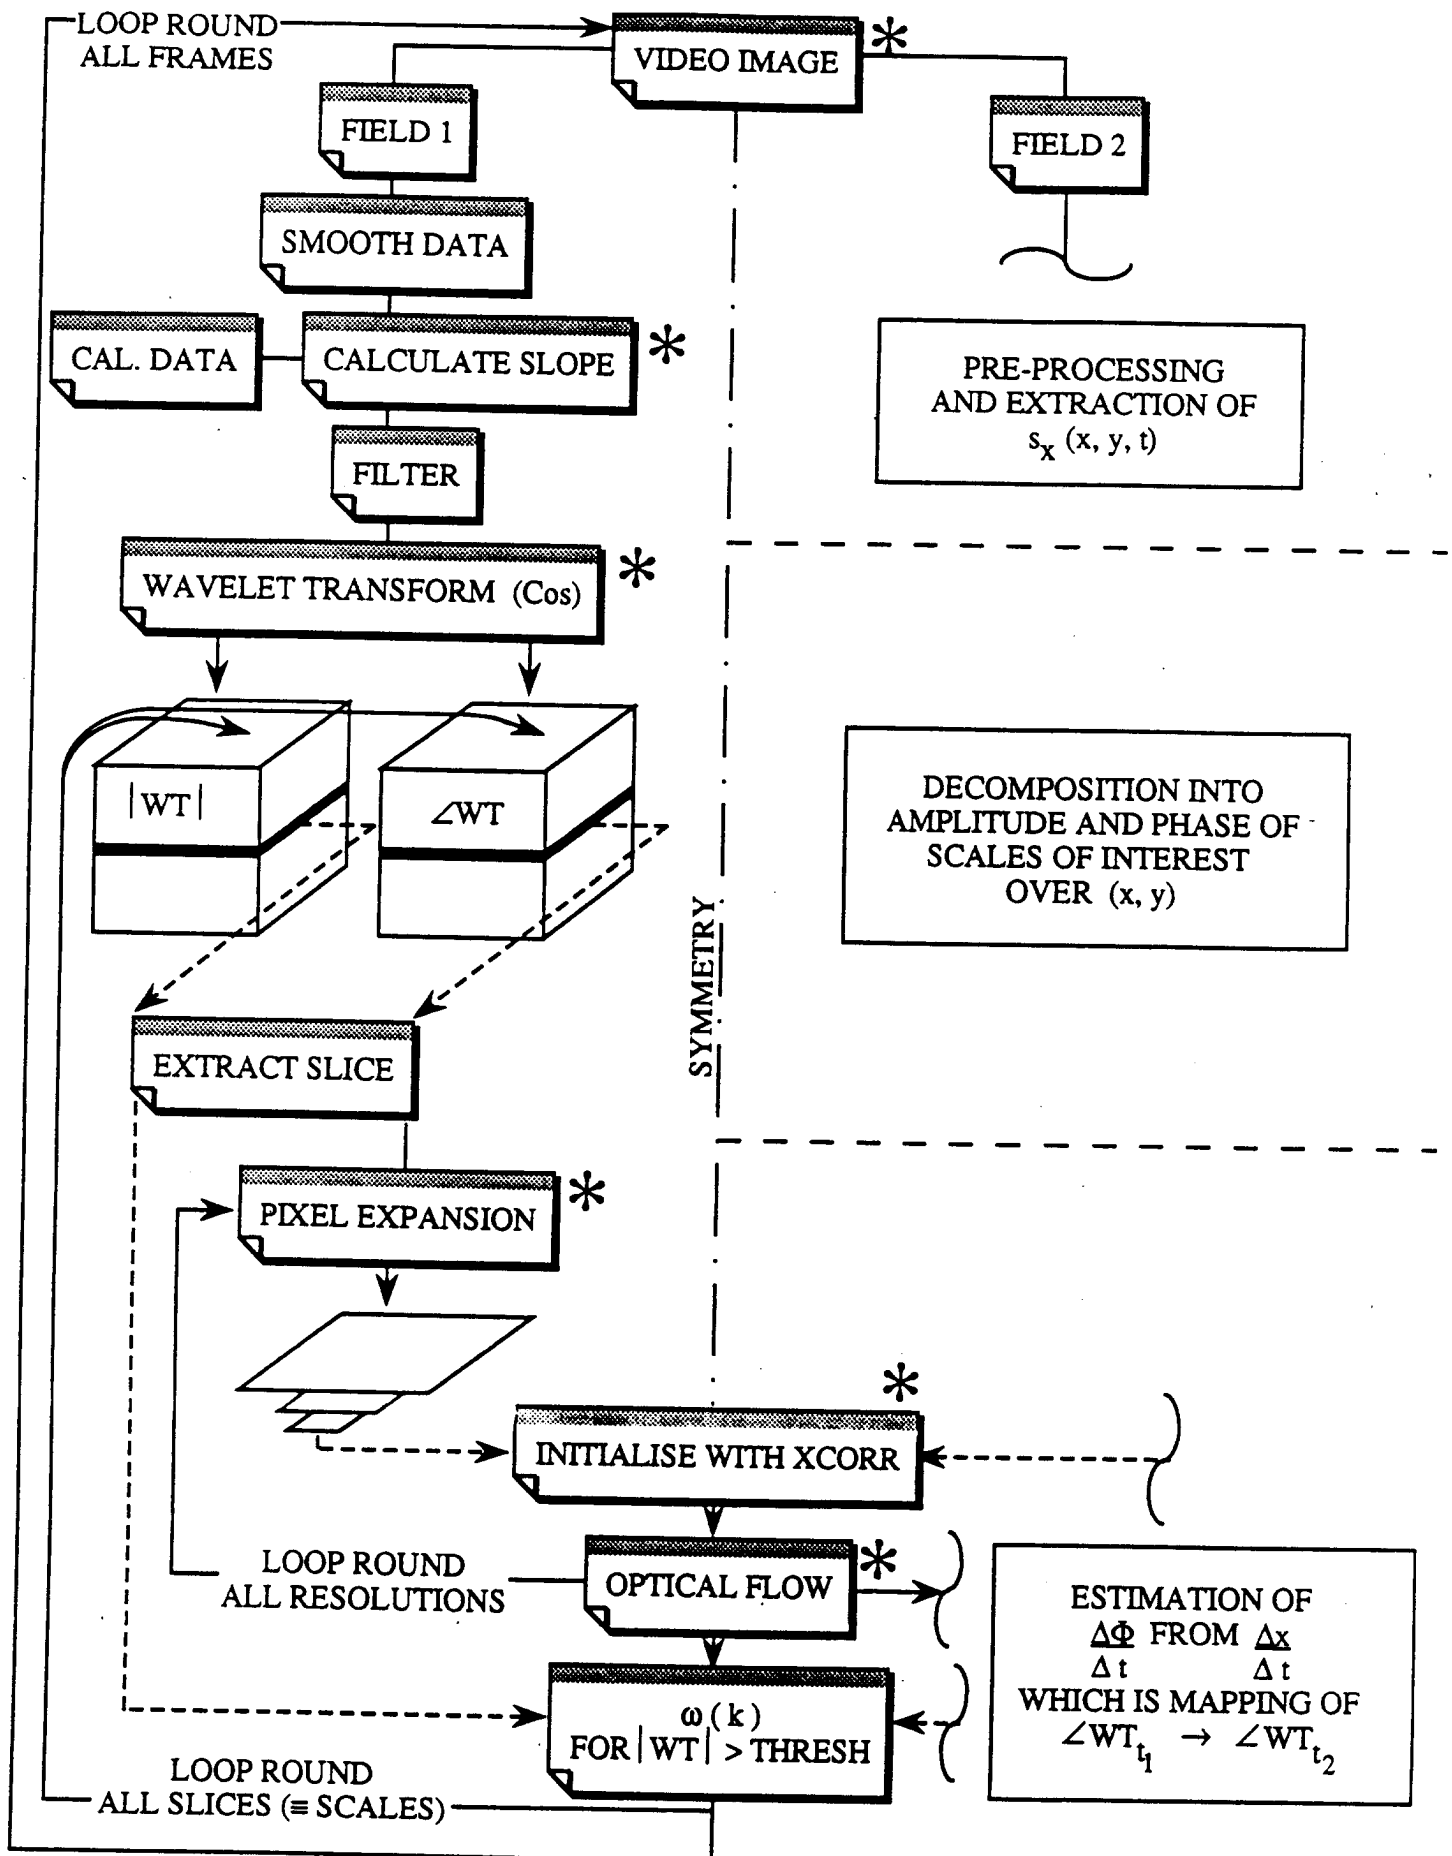 LOOP ROUND
ALL FRAMES
VIDEO IMAGE *
FIELD 1
FIELD 2
SMOOTH DATA
CAL. DATA
CALCULATE SLOPE *
FILTER
PRE-PROCESSING
AND EXTRACTION OF
s_x (x, y, t)
WAVELET TRANSFORM (Cos) *
|WT|
∠WT
DECOMPOSITION INTO
AMPLITUDE AND PHASE OF
SCALES OF INTEREST
OVER (x, y)
SYMMETRY
EXTRACT SLICE
PIXEL EXPANSION *
INITIALISE WITH XCORR *
LOOP ROUND
ALL RESOLUTIONS
OPTICAL FLOW *
ω (k)
FOR |WT| > THRESH
ESTIMATION OF
ΔΦ FROM Δx
Δt Δt
WHICH IS MAPPING OF
∠WT_t1 → ∠WT_t2
LOOP ROUND
ALL SLICES (≡ SCALES)